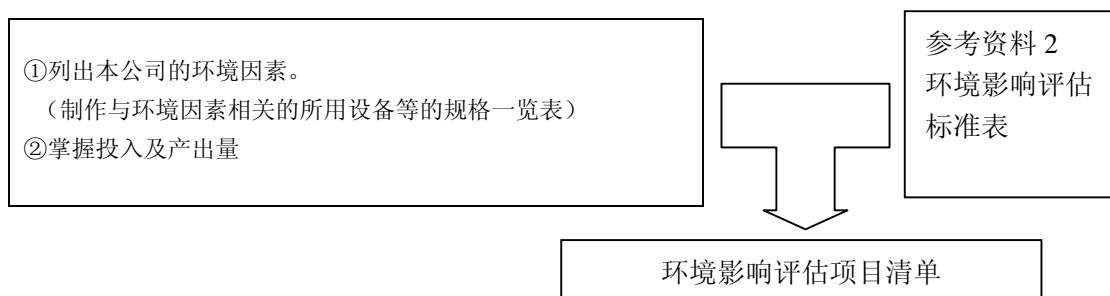 ①列出本公司的环境因素。
（制作与环境因素相关的所用设备等的规格一览表）
②掌握投入及产出量
参考资料 2
环境影响评估
标准表
环境影响评估项目清单